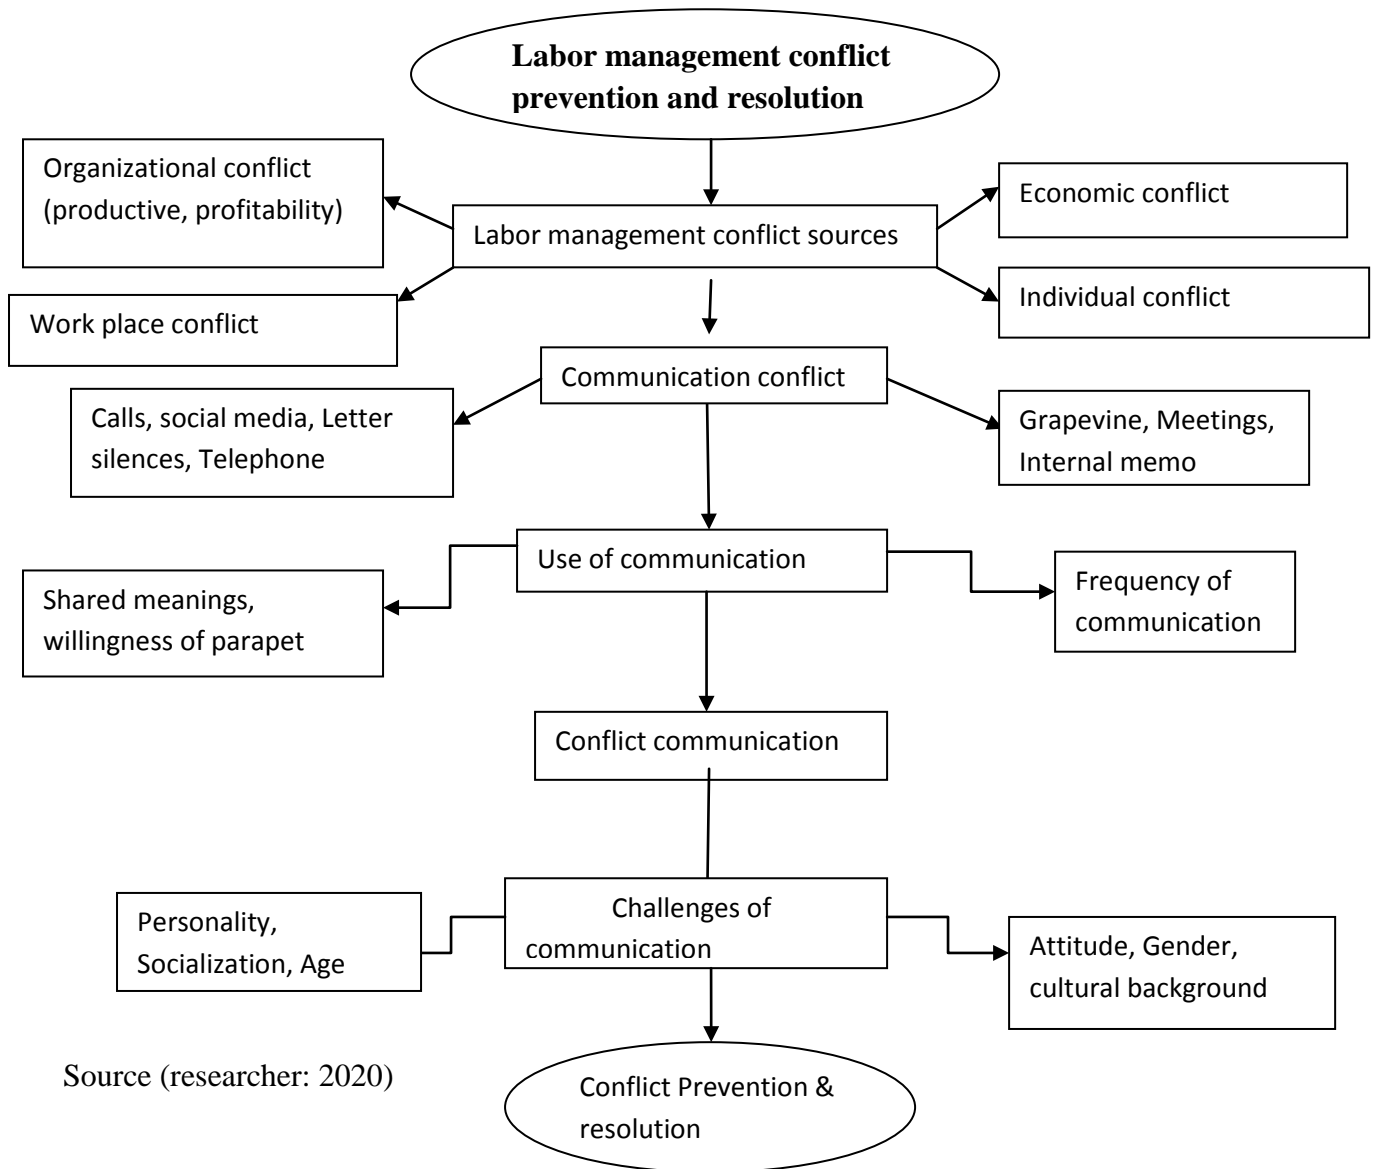 Labor management conflict
prevention and resolution
Organizational conflict
(productive, profitability)
Economic conflict
Labor management conflict sources
Work place conflict
Individual conflict
Communication conflict
Calls, social media, Letter
silences, Telephone
Grapevine, Meetings,
Internal memo
Use of communication
Shared meanings,
willingness of parapet
Frequency of
communication
Conflict communication
Challenges of
communication
Personality,
Socialization, Age
Attitude, Gender,
cultural background
Source (researcher: 2020)
Conflict Prevention &
resolution